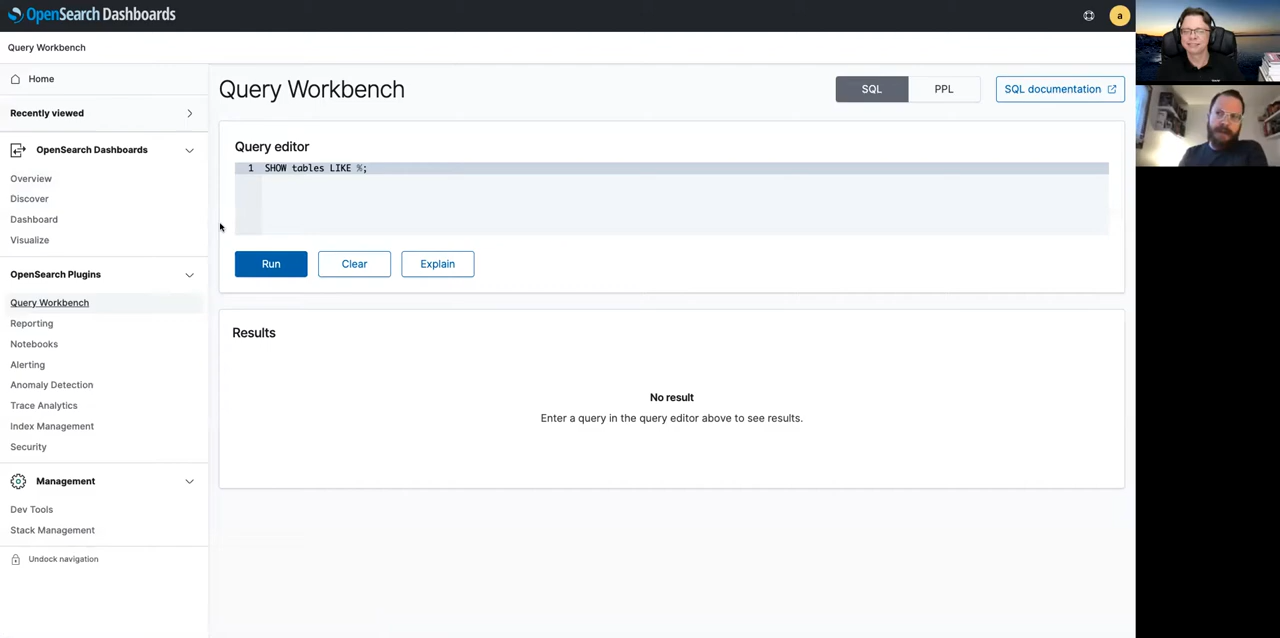 OpenSearch Dashboards
a
Query Workbench
Home
Recently viewed
OpenSearch Dashboards
Overview
Discover
Dashboard
Visualize
OpenSearch Plugins
Query Workbench
Reporting
Notebooks
Alerting
Anomaly Detection
Trace Analytics
Index Management
Security
Management
Dev Tools
Stack Management
Undock navigation
Query Workbench
SQL
PPL
SQL documentation
Query editor
1 SHOW tables LIKE %;
Run
Clear
Explain
Results
No result
Enter a query in the query editor above to see results.